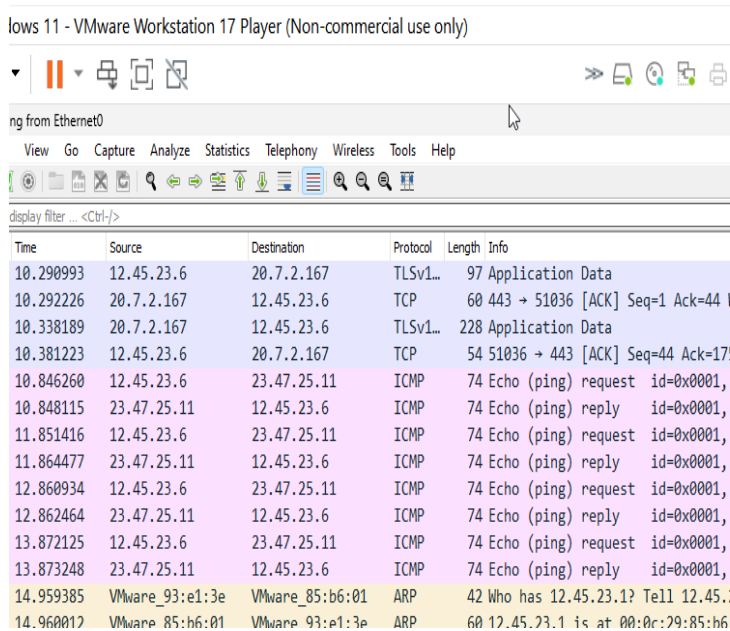 dows 11 - VMware Workstation 17 Player (Non-commercial use only)
ng from Ethernet0
View Go Capture Analyze Statistics Telephony Wireless Tools Help
display filter ... <Ctrl-/>
Time Source Destination Protocol Length Info
10.290993 12.45.23.6 20.7.2.167 TLSv1… 97 Application Data
10.292226 20.7.2.167 12.45.23.6 TCP 60 443 → 51036 [ACK] Seq=1 Ack=44
10.338189 20.7.2.167 12.45.23.6 TLSv1… 228 Application Data
10.381223 12.45.23.6 20.7.2.167 TCP 54 51036 → 443 [ACK] Seq=44 Ack=175
10.846260 12.45.23.6 23.47.25.11 ICMP 74 Echo (ping) request id=0x0001,
10.848115 23.47.25.11 12.45.23.6 ICMP 74 Echo (ping) reply id=0x0001,
11.851416 12.45.23.6 23.47.25.11 ICMP 74 Echo (ping) request id=0x0001,
11.864477 23.47.25.11 12.45.23.6 ICMP 74 Echo (ping) reply id=0x0001,
12.860934 12.45.23.6 23.47.25.11 ICMP 74 Echo (ping) request id=0x0001,
12.862464 23.47.25.11 12.45.23.6 ICMP 74 Echo (ping) reply id=0x0001,
13.872125 12.45.23.6 23.47.25.11 ICMP 74 Echo (ping) request id=0x0001,
13.873248 23.47.25.11 12.45.23.6 ICMP 74 Echo (ping) reply id=0x0001,
14.959385 VMware_93:e1:3e VMware_85:b6:01 ARP 42 Who has 12.45.23.1? Tell 12.45.2
14.960012 VMware_85:b6:01 VMware_93:e1:3e ARP 60 12.45.23.1 is at 00:0c:29:85:b6